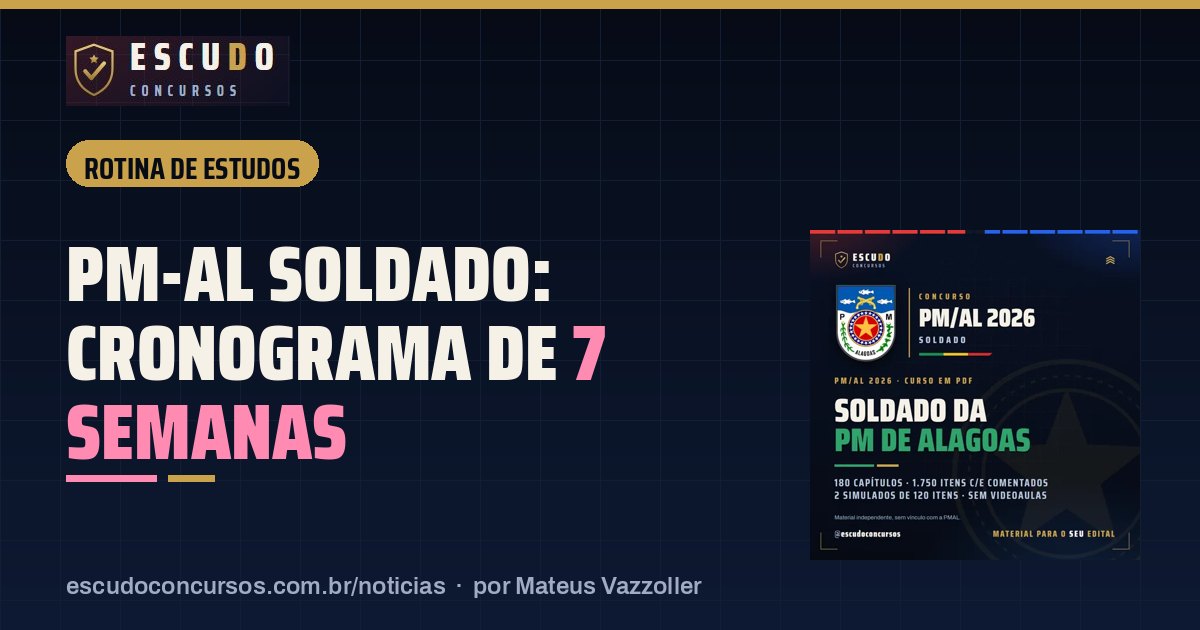 ESCUDO
CONCURSOS
ROTINA DE ESTUDOS
PM-AL SOLDADO:
CRONOGRAMA DE 7
SEMANAS
ESCUDO
CONCURSOS
P M
ALAGOAS
CONCURSO
PM/AL 2026
SOLDADO
PM/AL 2026 · CURSO EM PDF
SOLDADO DA
PM DE ALAGOAS
180 CAPÍTULOS · 1.750 ITENS C/E COMENTADOS
2 SIMULADOS DE 120 ITENS · SEM VIDEOAULAS
Material independente, sem vínculo com a PMAL.
@escudoconcursos
MATERIAL PARA O SEU EDITAL
escudoconcursos.com.br/noticias · por Mateus Vazzoller